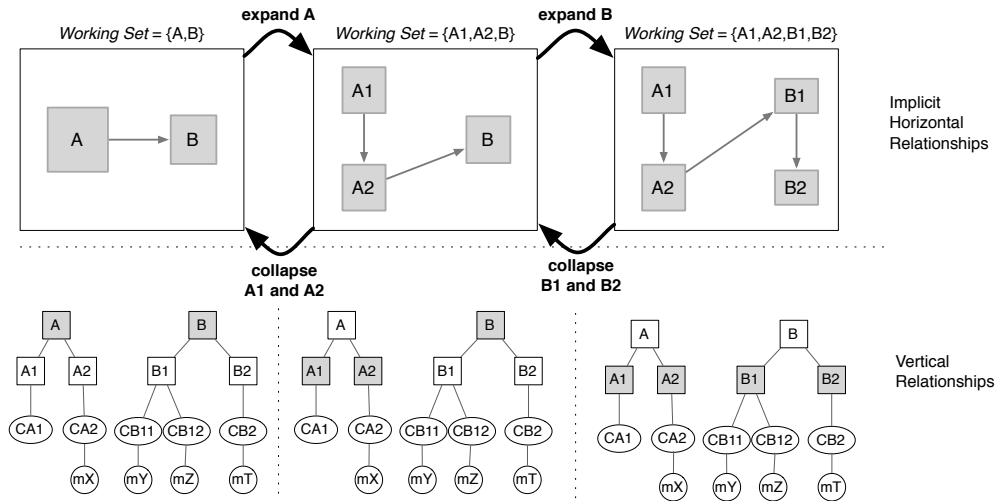 expand A
expand B
Working Set = {A,B}
Working Set = {A1,A2,B}
Working Set = {A1,A2,B1,B2}
A
B
A1
A2
B
A1
A2
B1
B2
Implicit
Horizontal
Relationships
collapse
A1 and A2
collapse
B1 and B2
A
B
A1
A2
B1
B2
CA1
CA2
CB11
CB12
CB2
mX
mY
mZ
mT
A
B
A1
A2
B1
B2
CA1
CA2
CB11
CB12
CB2
mX
mY
mZ
mT
A
B
A1
A2
B1
B2
CA1
CA2
CB11
CB12
CB2
mX
mY
mZ
mT
Vertical
Relationships